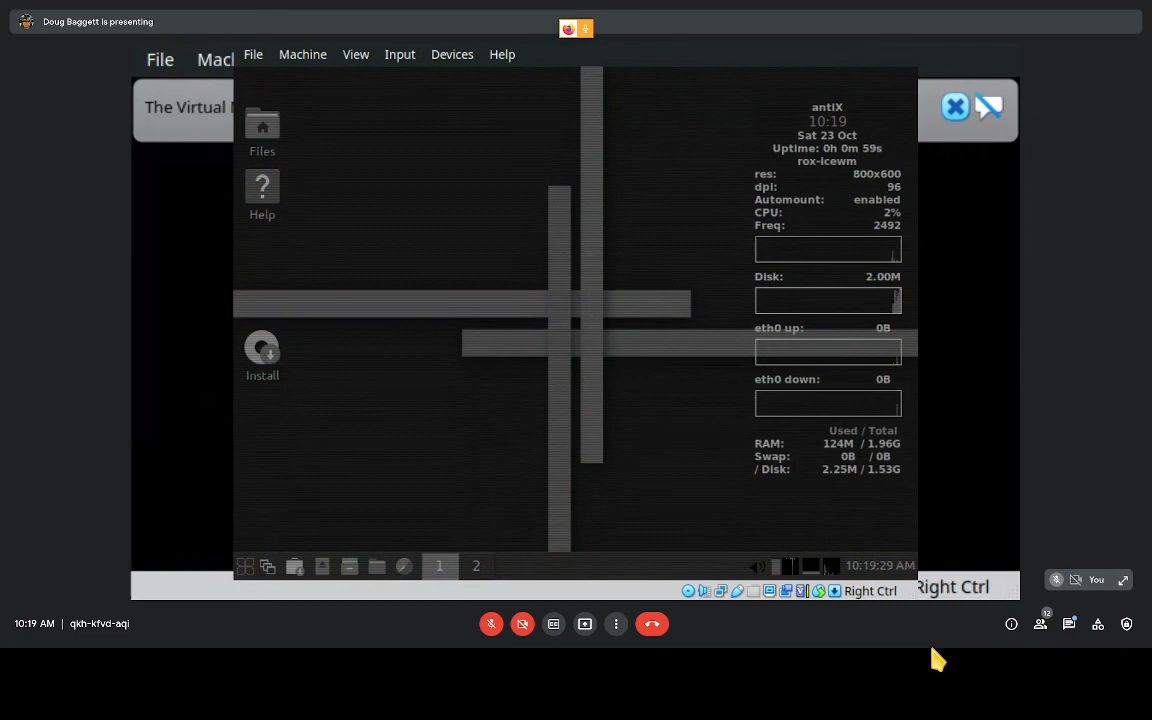 Doug Baggett is presenting
File Mac
File Machine View Input Devices Help
The Virtual
antiX
10:19
Sat 23 Oct
Uptime: 0h 0m 59s
rox-icewm
res: 800x600
dpi: 96
Automount: enabled
CPU: 2%
Freq: 2492
Disk: 2.00M
eth0 up: 0B
eth0 down: 0B
Used / Total
RAM: 124M / 1.96G
Swap: 0B / 0B
/ Disk: 2.25M / 1.53G
Files
?
Help
Install
1 2
10:19:29 AM
Right Ctrl
Right Ctrl
You
10:19 AM | qkh-kfvd-aqi
12